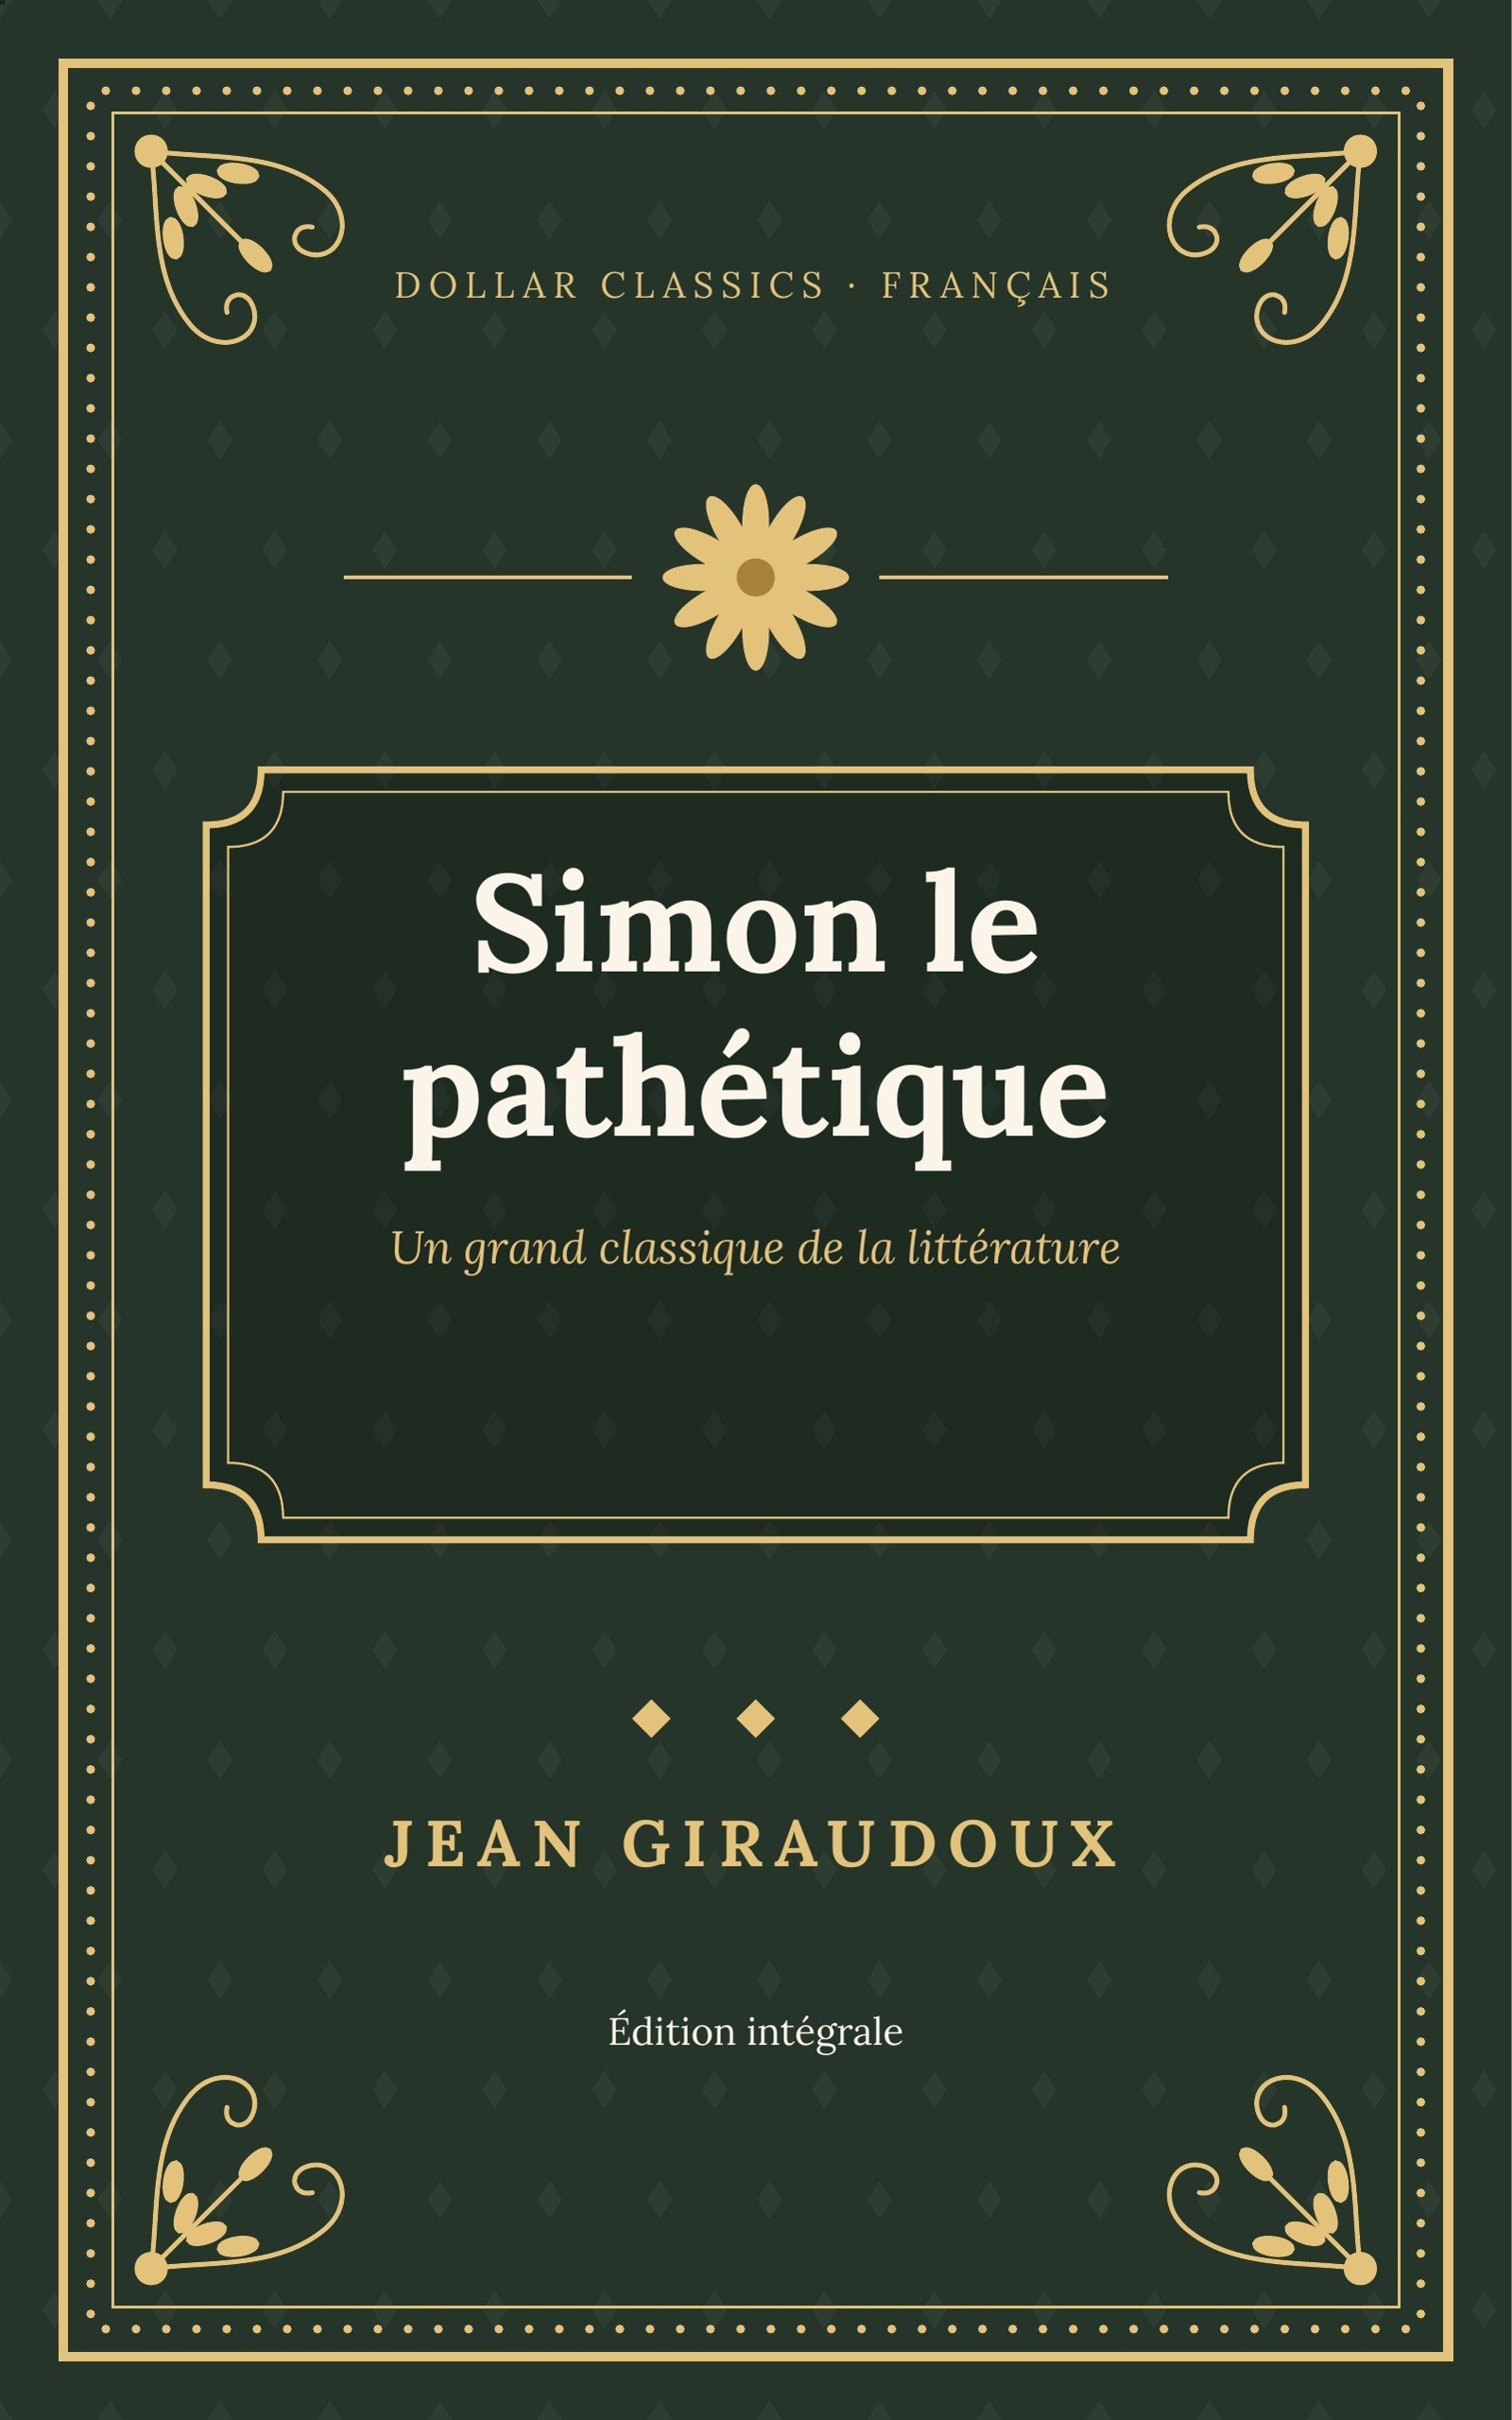 DOLLAR CLASSICS · FRANÇAIS
Simon le
pathétique
Un grand classique de la littérature
JEAN GIRAUDOUX
Édition intégrale